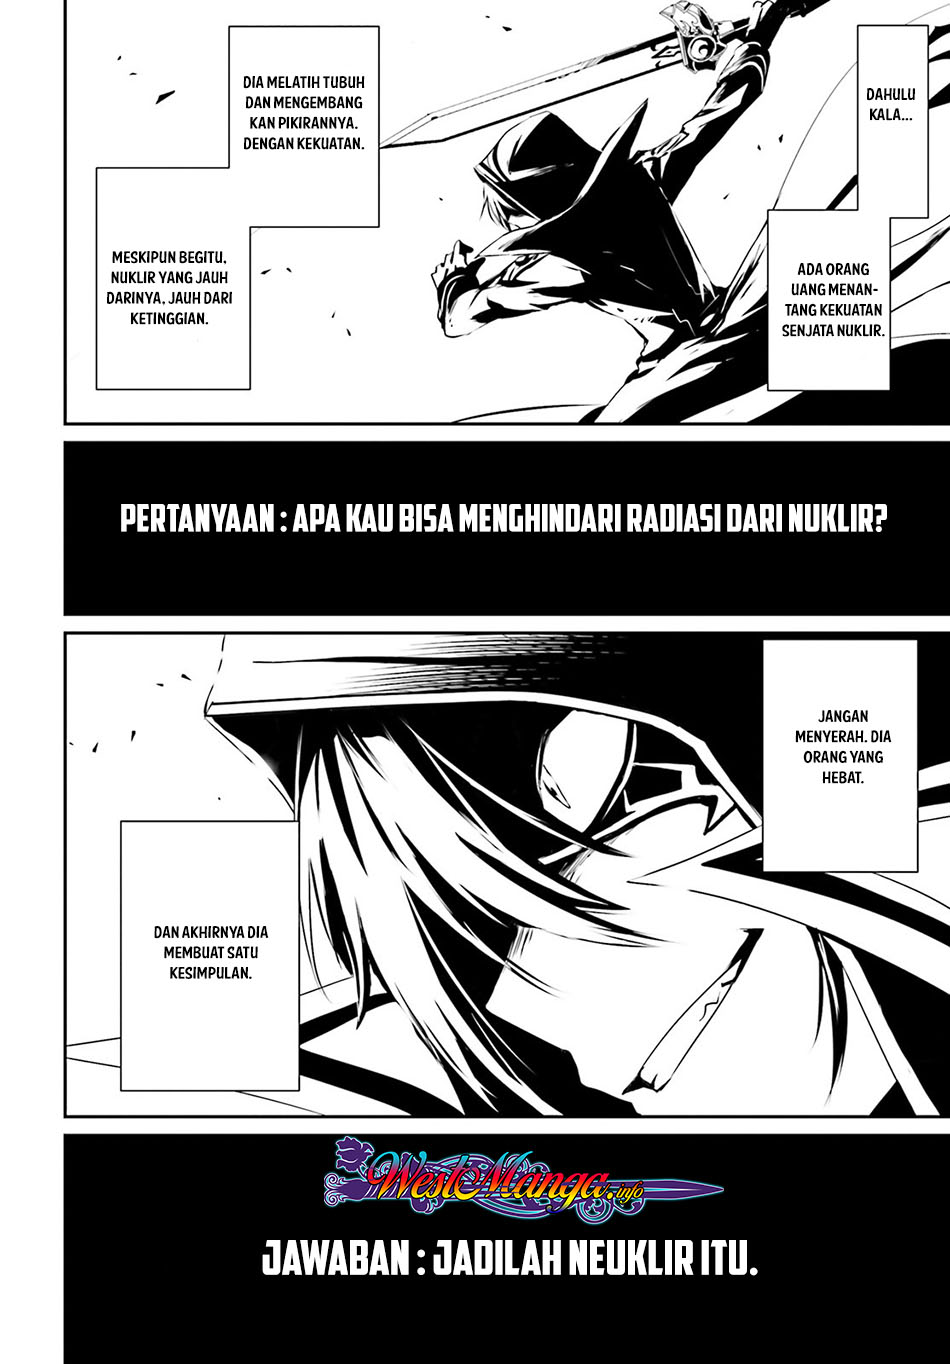 DAHULU
KALA...
ADA ORANG
UANG MENAN-
TANG KEKUATAN
SENJATA NUKLIR.
DIA MELATIH TUBUH
DAN MENGEMBANG
KAN PIKIRANNYA.
DENGAN KEKUATAN.
MESKIPUN BEGITU,
NUKLIR YANG JAUH
DARINYA, JAUH DARI
KETINGGIAN.
PERTANYAAN : APA KAU BISA MENGHINDARI RADIASI DARI NUKLIR?
JANGAN
MENYERAH. DIA
ORANG YANG
HEBAT.
DAN AKHIRNYA DIA
MEMBUAT SATU
KESIMPULAN.
WestManga.info
JAWABAN : JADILAH NEUKLIR ITU.